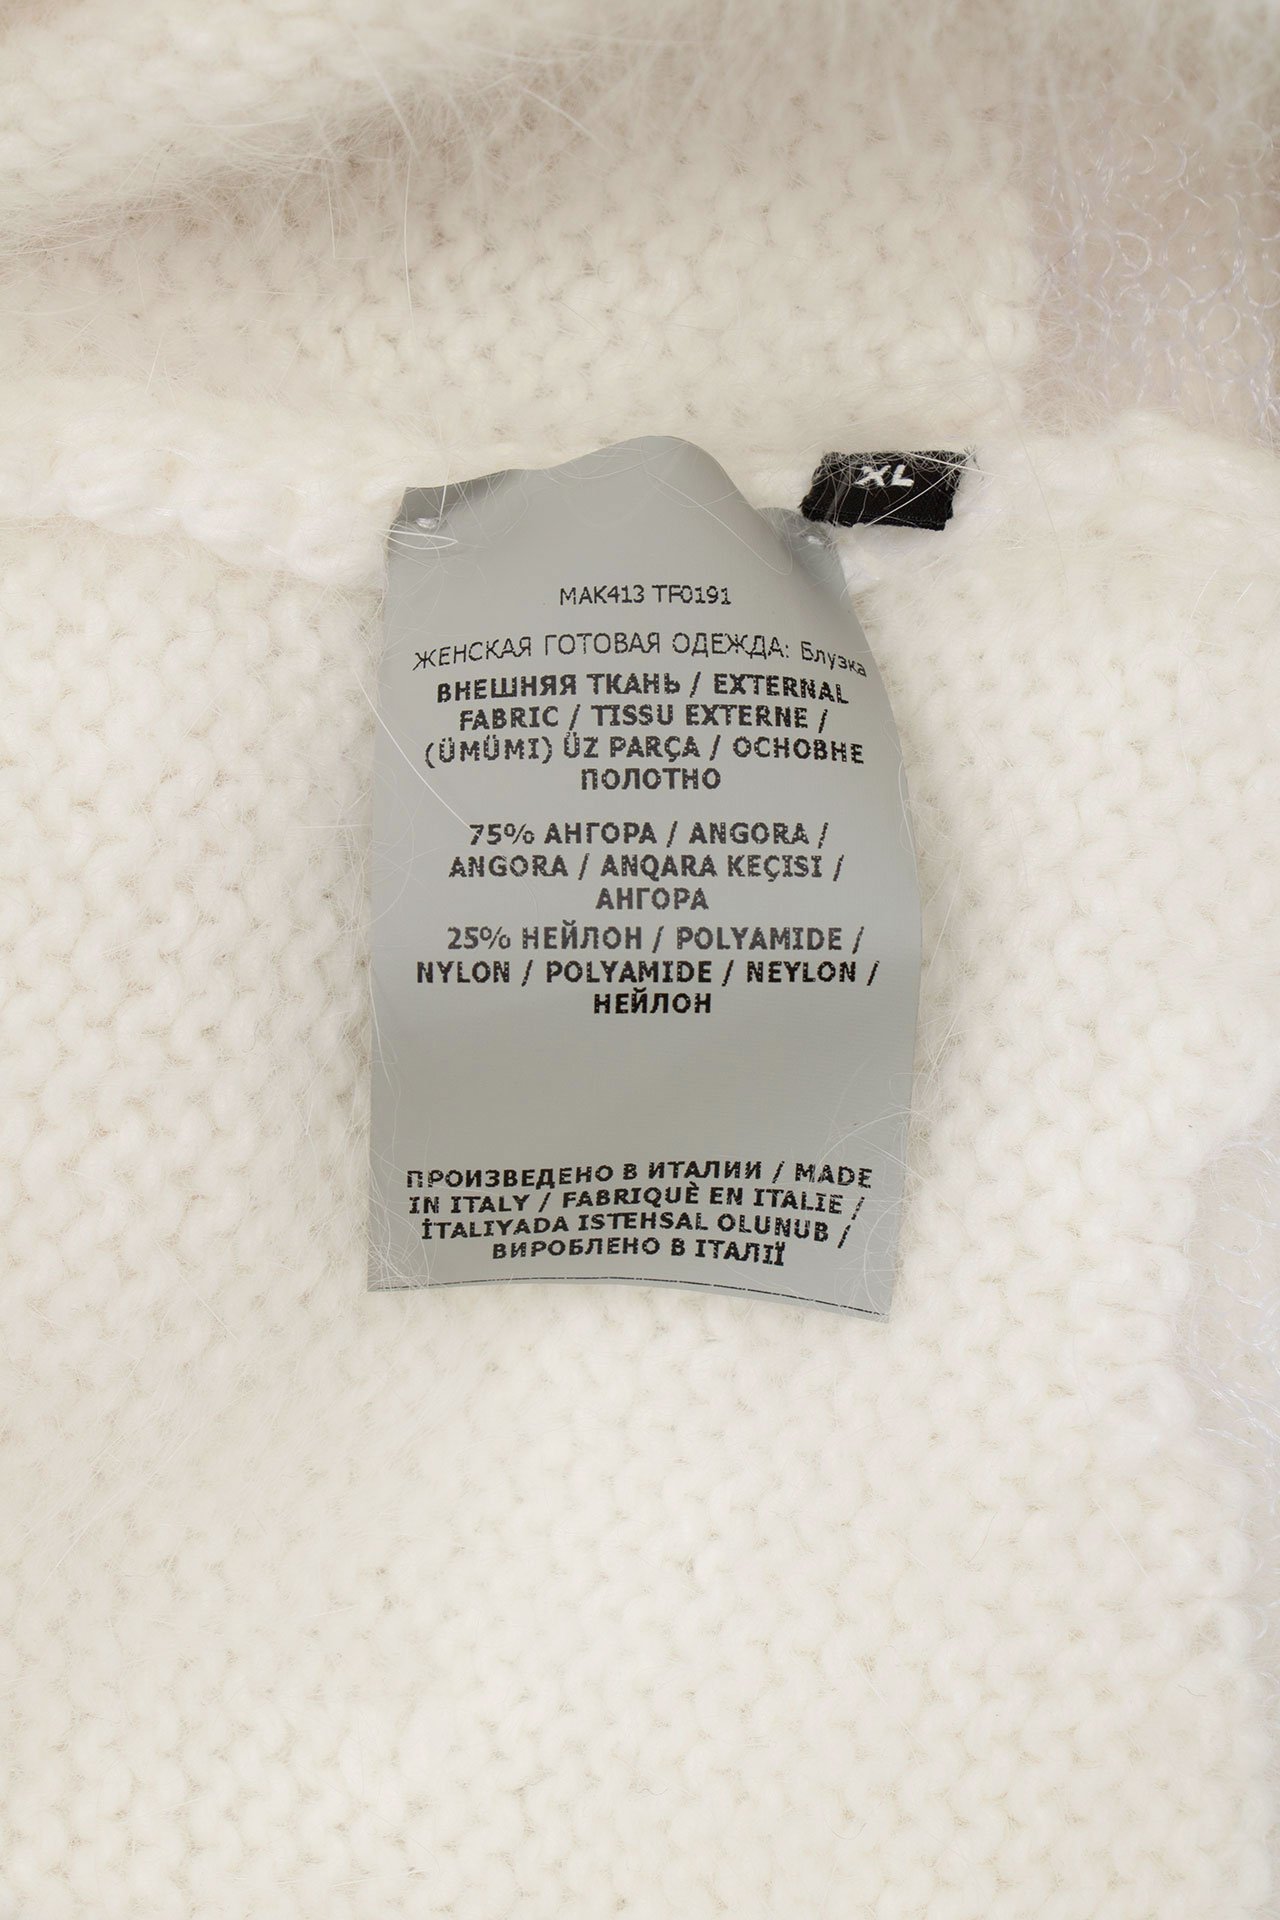 XL
MAK413 TF0191
ЖЕНСКАЯ ГОТОВАЯ ОДЕЖДА: Блузка
ВНЕШНЯЯ ТКАНЬ / EXTERNAL
FABRIC / TISSU EXTERNE /
(ÜMÜMI) ÜZ PARÇA / ОСНОВНЕ
ПОЛОТНО
75% АНГОРА / ANGORA /
ANGORA / ANQARA KEÇISI /
АНГОРА
25% НЕЙЛОН / POLYAMIDE /
NYLON / POLYAMIDE / NEYLON /
НЕЙЛОН
ПРОИЗВЕДЕНО В ИТАЛИИ / MADE
IN ITALY / FABRIQUÈ EN ITALIE /
İTALIYADA ISTEHSAL OLUNUB /
ВИРОБЛЕНО В ІТАЛІЇ